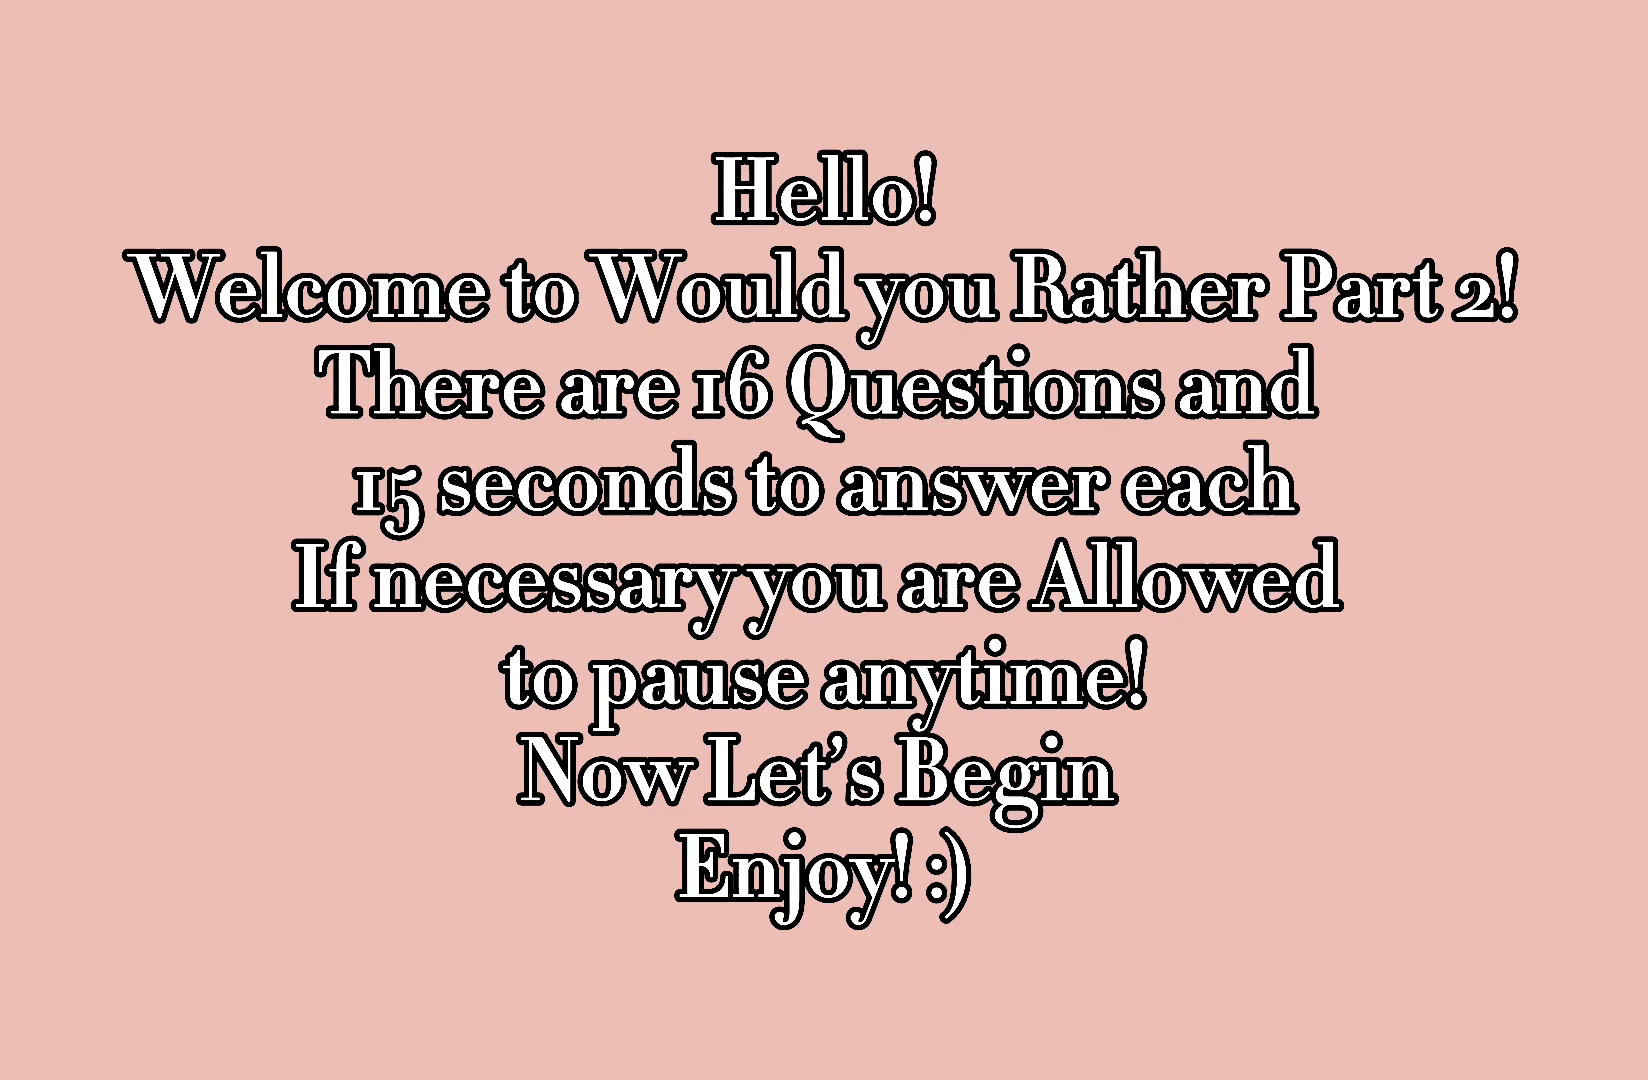 Hello!
Welcome to Would you Rather Part 2!
There are 16 Questions and
15 seconds to answer each
If necessary you are Allowed
to pause anytime!
Now Let's Begin
Enjoy! :)